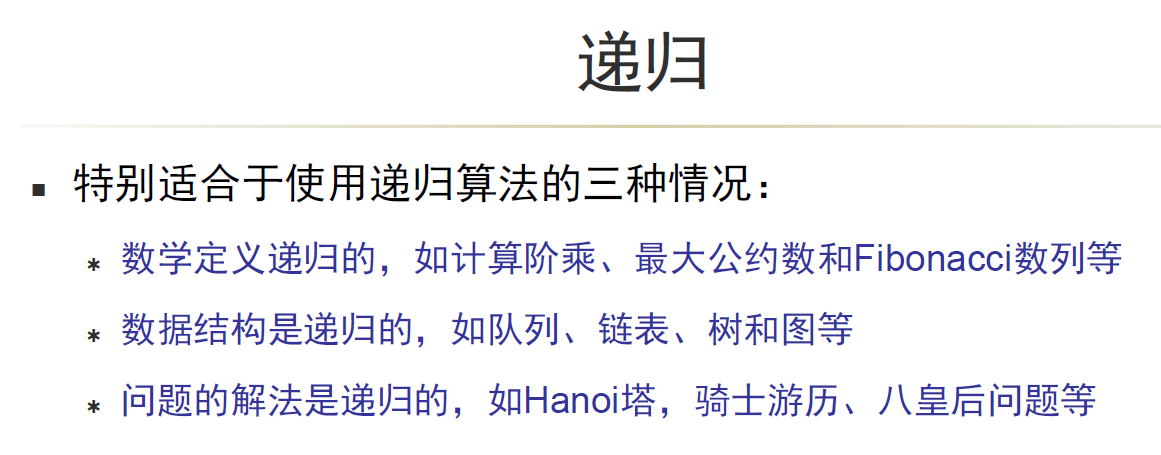 递归
▪ 特别适合于使用递归算法的三种情况：
* 数学定义递归的，如计算阶乘、最大公约数和Fibonacci数列等
* 数据结构是递归的，如队列、链表、树和图等
* 问题的解法是递归的，如Hanoi塔，骑士游历、八皇后问题等